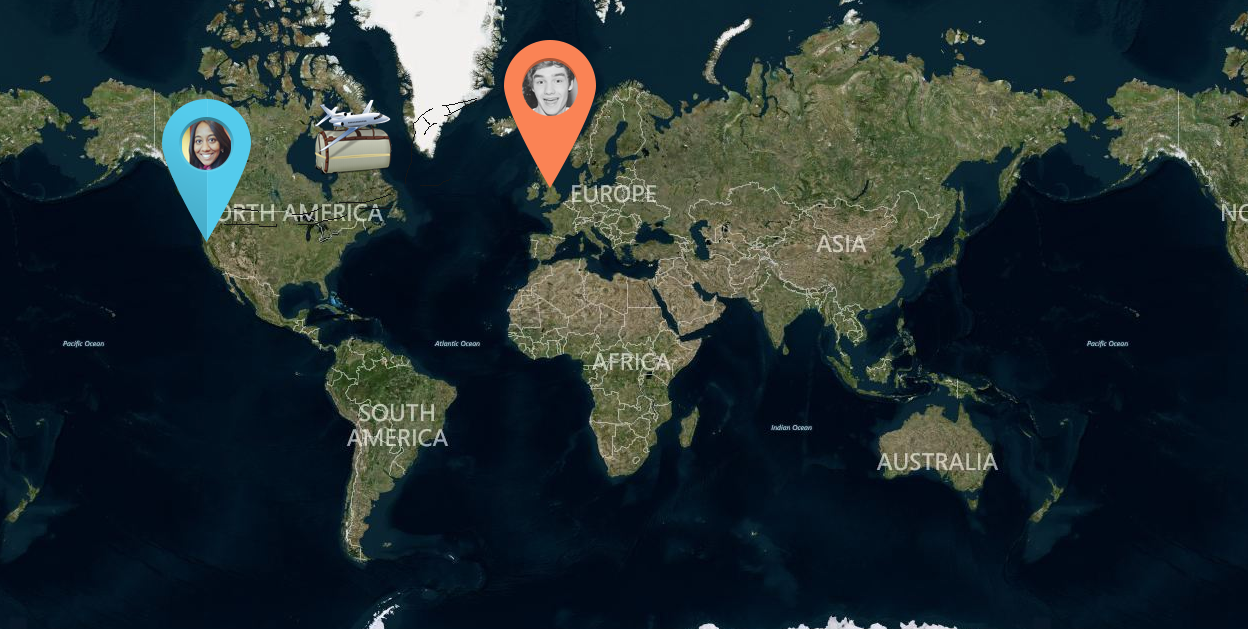 EUROPE
ORTH AMERICA
NO
ASIA
Pacific Ocean
Atlantic Ocean
Pacific Ocean
AFRICA
SOUTH
AMERICA
Indian Ocean
AUSTRALIA